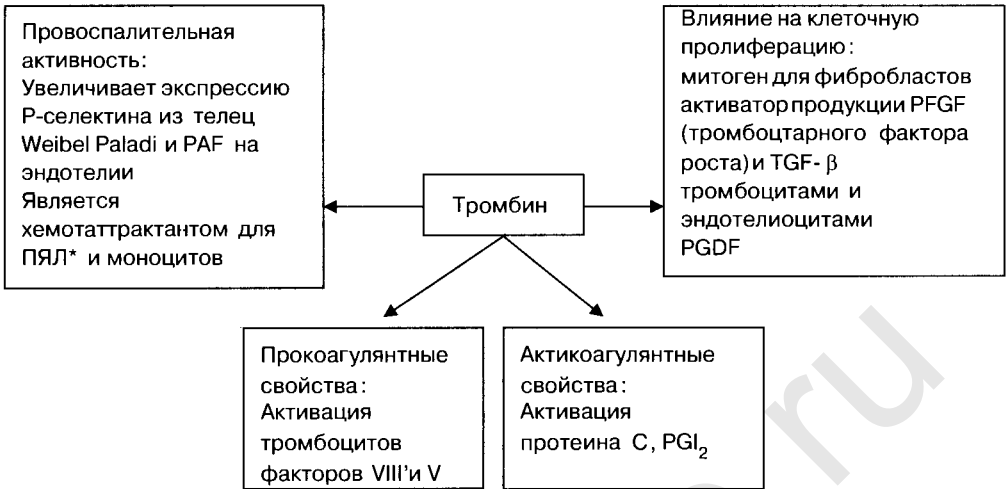 Провоспалительная
активность:
Увеличивает экспрессию
Р-селектина из телец
Weibel Paladi и PAF на
эндотелии
Является
хемотаттрактантом для
ПЯЛ* и моноцитов
Влияние на клеточную
пролиферацию:
митоген для фибробластов
активатор продукции PFGF
(тромбоцтарного фактора
роста) и TGF- β
тромбоцитами и
эндотелиоцитами
PGDF
Тромбин
Прокоагулянтные
свойства:
Активация
тромбоцитов
факторов VIII'и V
Актикоагулянтные
свойства:
Активация
протеина С, PGI₂
ru